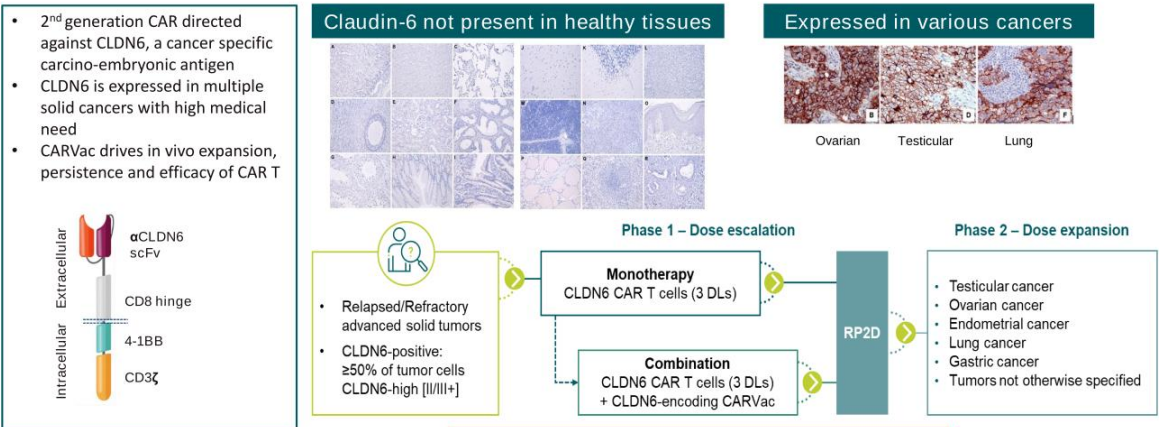 • 2nd generation CAR directed
against CLDN6, a cancer specific
carcino-embryonic antigen
• CLDN6 is expressed in multiple
solid cancers with high medical
need
• CARVac drives in vivo expansion,
persistence and efficacy of CAR T
Extracellular
Intracellular
αCLDN6
scFv
CD8 hinge
4-1BB
CD3ζ
Claudin-6 not present in healthy tissues
A B C J K L
D E F M N O
G H I P Q R
Expressed in various cancers
B D F
Ovarian Testicular Lung
Phase 1 – Dose escalation
Phase 2 – Dose expansion
?
• Relapsed/Refractory
advanced solid tumors
• CLDN6-positive:
≥50% of tumor cells
CLDN6-high [II/III+]
Monotherapy
CLDN6 CAR T cells (3 DLs)
Combination
CLDN6 CAR T cells (3 DLs)
+ CLDN6-encoding CARVac
RP2D
• Testicular cancer
• Ovarian cancer
• Endometrial cancer
• Lung cancer
• Gastric cancer
• Tumors not otherwise specified